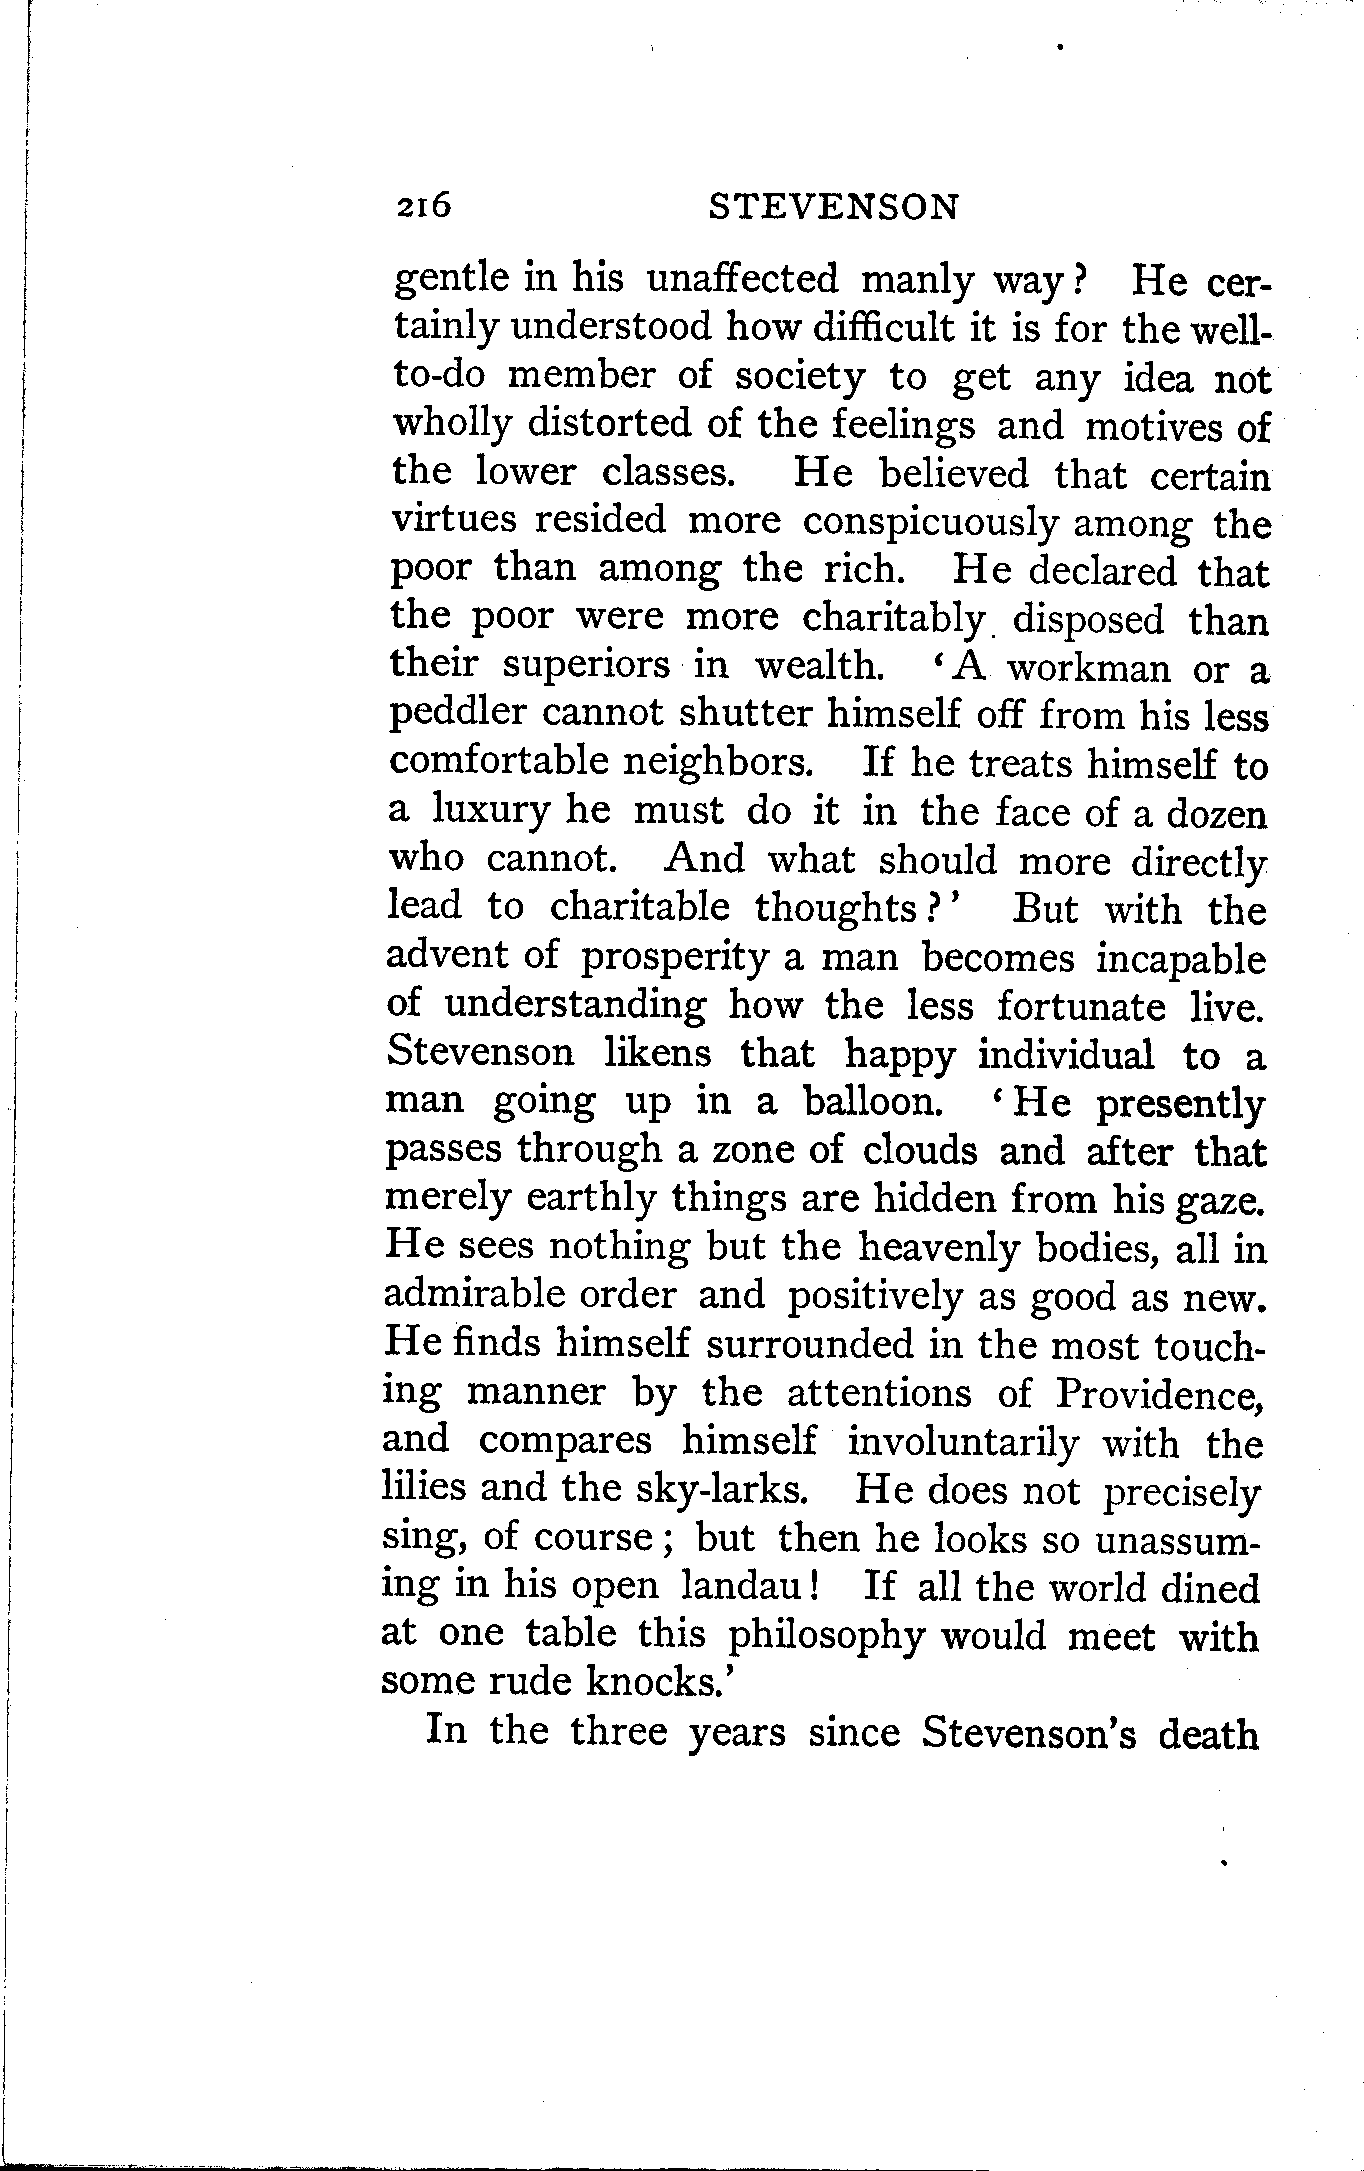 216 STEVENSON
gentle in his unaffected manly way? He cer-
tainly understood how difficult it is for the well-
to-do member of society to get any idea not
wholly distorted of the feelings and motives of
the lower classes. He believed that certain
virtues resided more conspicuously among the
poor than among the rich. He declared that
the poor were more charitably disposed than
their superiors in wealth. ‘A workman or a
peddler cannot shutter himself off from his less
comfortable neighbors. If he treats himself to
a luxury he must do it in the face of a dozen
who cannot. And what should more directly
lead to charitable thoughts?’ But with the
advent of prosperity a man becomes incapable
of understanding how the less fortunate live.
Stevenson likens that happy individual to a
man going up in a balloon. ‘He presently
passes through a zone of clouds and after that
merely earthly things are hidden from his gaze.
He sees nothing but the heavenly bodies, all in
admirable order and positively as good as new.
He finds himself surrounded in the most touch-
ing manner by the attentions of Providence,
and compares himself involuntarily with the
lilies and the sky-larks. He does not precisely
sing, of course; but then he looks so unassum-
ing in his open landau! If all the world dined
at one table this philosophy would meet with
some rude knocks.’
In the three years since Stevenson's death